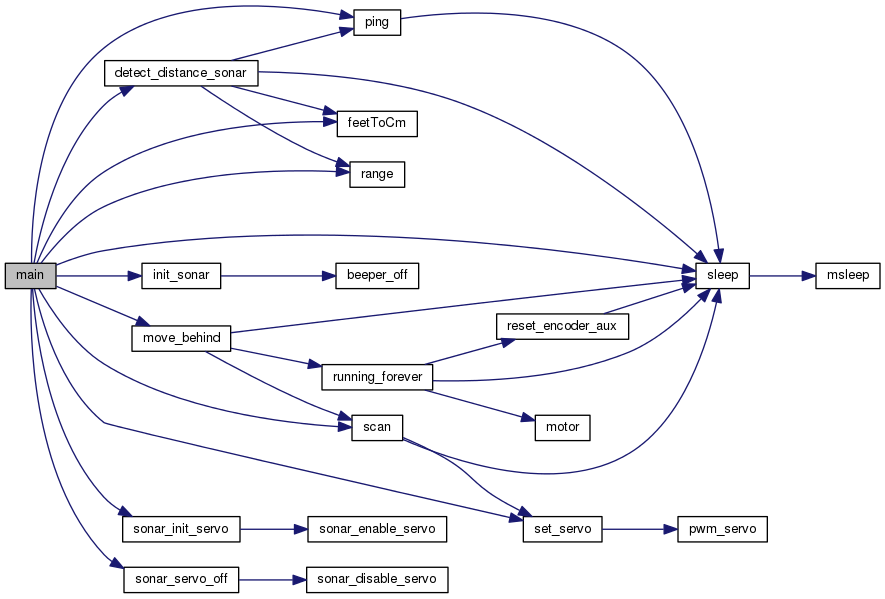 ping
detect_distance_sonar
feetToCm
range
main
init_sonar
beeper_off
sleep
msleep
move_behind
reset_encoder_aux
running_forever
scan
motor
sonar_init_servo
sonar_enable_servo
set_servo
pwm_servo
sonar_servo_off
sonar_disable_servo